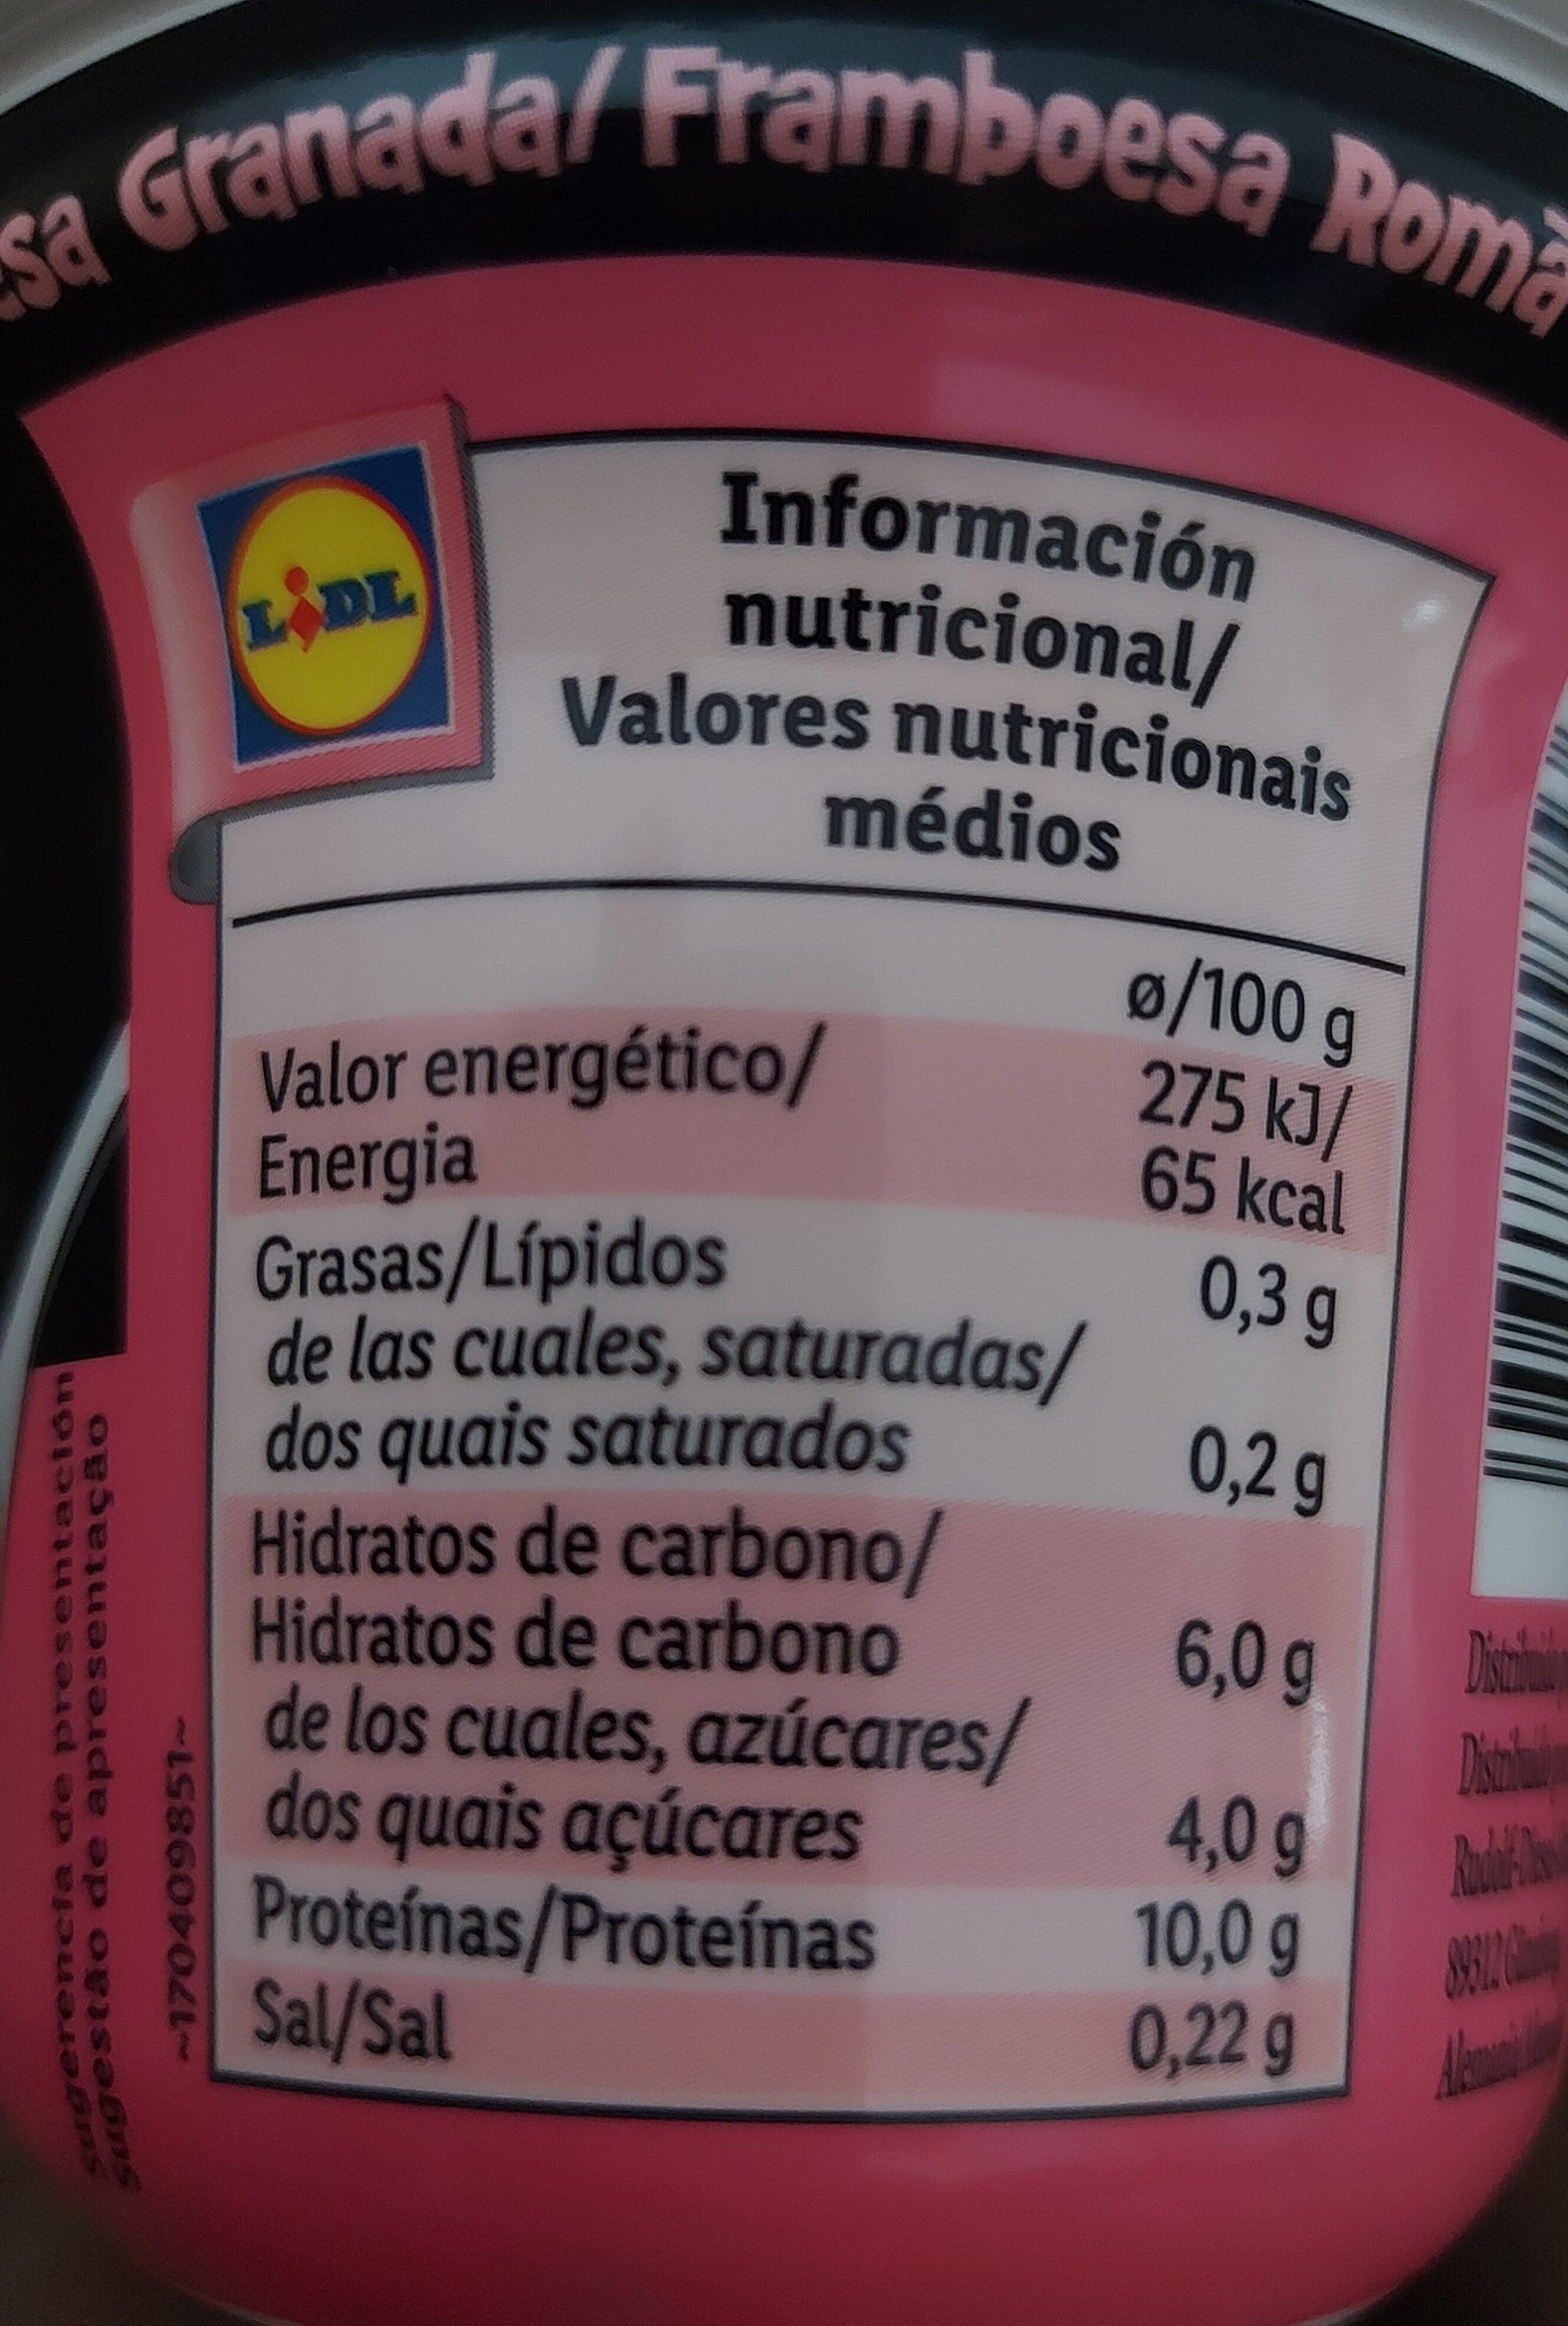 Granada/ Framboesa Romã
LIDL
Información
nutricional/
Valores nutricionais
médios
ø/100 g
Valor energético/ 275 kJ/
Energia 65 kcal
Grasas/Lípidos 0,3 g
de las cuales, saturadas/
dos quais saturados 0,2 g
Hidratos de carbono/
Hidratos de carbono 6,0 g
de los cuales, azúcares/
dos quais açúcares 4,0 g
Proteínas/Proteínas 10,0 g
Sal/Sal 0,22 g
Sugerencia de presentación
Sugestão de apresentação
~170409851~
89312